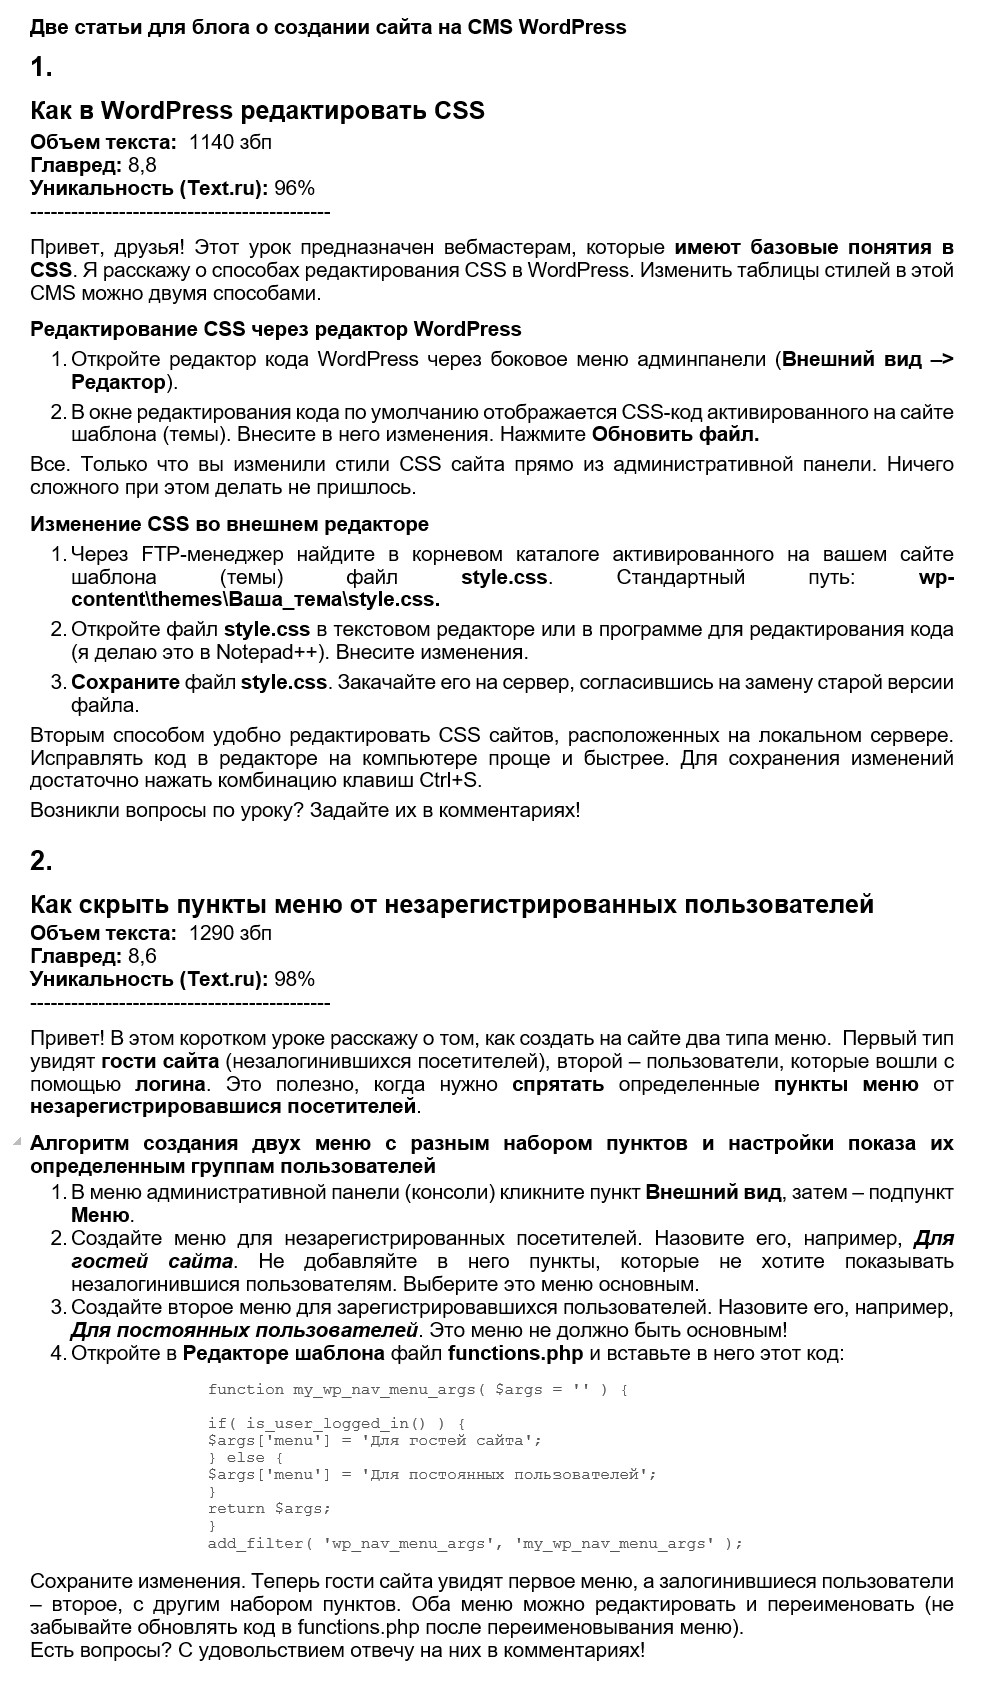 Две статьи для блога о создании сайта на CMS WordPress
1.
Как в WordPress редактировать CSS
Объем текста: 1140 збп
Главред: 8,8
Уникальность (Text.ru): 96%
--------------------------------------------
Привет, друзья! Этот урок предназначен вебмастерам, которые имеют базовые понятия в
CSS. Я расскажу о способах редактирования CSS в WordPress. Изменить таблицы стилей в этой
CMS можно двумя способами.
Редактирование CSS через редактор WordPress
1. Откройте редактор кода WordPress через боковое меню админпанели (Внешний вид –>
Редактор).
2. В окне редактирования кода по умолчанию отображается CSS-код активированного на сайте
шаблона (темы). Внесите в него изменения. Нажмите Обновить файл.
Все. Только что вы изменили стили CSS сайта прямо из административной панели. Ничего
сложного при этом делать не пришлось.
Изменение CSS во внешнем редакторе
1. Через FTP-менеджер найдите в корневом каталоге активированного на вашем сайте
шаблона (темы) файл style.css. Стандартный путь: wp-
content\themes\Ваша_тема\style.css.
2. Откройте файл style.css в текстовом редакторе или в программе для редактирования кода
(я делаю это в Notepad++). Внесите изменения.
3. Сохраните файл style.css. Закачайте его на сервер, согласившись на замену старой версии
файла.
Вторым способом удобно редактировать CSS сайтов, расположенных на локальном сервере.
Исправлять код в редакторе на компьютере проще и быстрее. Для сохранения изменений
достаточно нажать комбинацию клавиш Ctrl+S.
Возникли вопросы по уроку? Задайте их в комментариях!
2.
Как скрыть пункты меню от незарегистрированных пользователей
Объем текста: 1290 збп
Главред: 8,6
Уникальность (Text.ru): 98%
--------------------------------------------
Привет! В этом коротком уроке расскажу о том, как создать на сайте два типа меню. Первый тип
увидят гости сайта (незалогинившихся посетителей), второй – пользователи, которые вошли с
помощью логина. Это полезно, когда нужно спрятать определенные пункты меню от
незарегистрировавшися посетителей.
Алгоритм создания двух меню с разным набором пунктов и настройки показа их
определенным группам пользователей
1. В меню административной панели (консоли) кликните пункт Внешний вид, затем – подпункт
Меню.
2. Создайте меню для незарегистрированных посетителей. Назовите его, например, Для
гостей сайта. Не добавляйте в него пункты, которые не хотите показывать
незалогинившися пользователям. Выберите это меню основным.
3. Создайте второе меню для зарегистрировавшихся пользователей. Назовите его, например,
Для постоянных пользователей. Это меню не должно быть основным!
4. Откройте в Редакторе шаблона файл functions.php и вставьте в него этот код:
function my_wp_nav_menu_args( $args = '' ) {
if( is_user_logged_in() ) {
$args['menu'] = 'Для гостей сайта';
} else {
$args['menu'] = 'Для постоянных пользователей';
}
return $args;
}
add_filter( 'wp_nav_menu_args', 'my_wp_nav_menu_args' );
Сохраните изменения. Теперь гости сайта увидят первое меню, а залогинившиеся пользователи
– второе, с другим набором пунктов. Оба меню можно редактировать и переименовать (не
забывайте обновлять код в functions.php после переименовывания меню).
Есть вопросы? С удовольствием отвечу на них в комментариях!